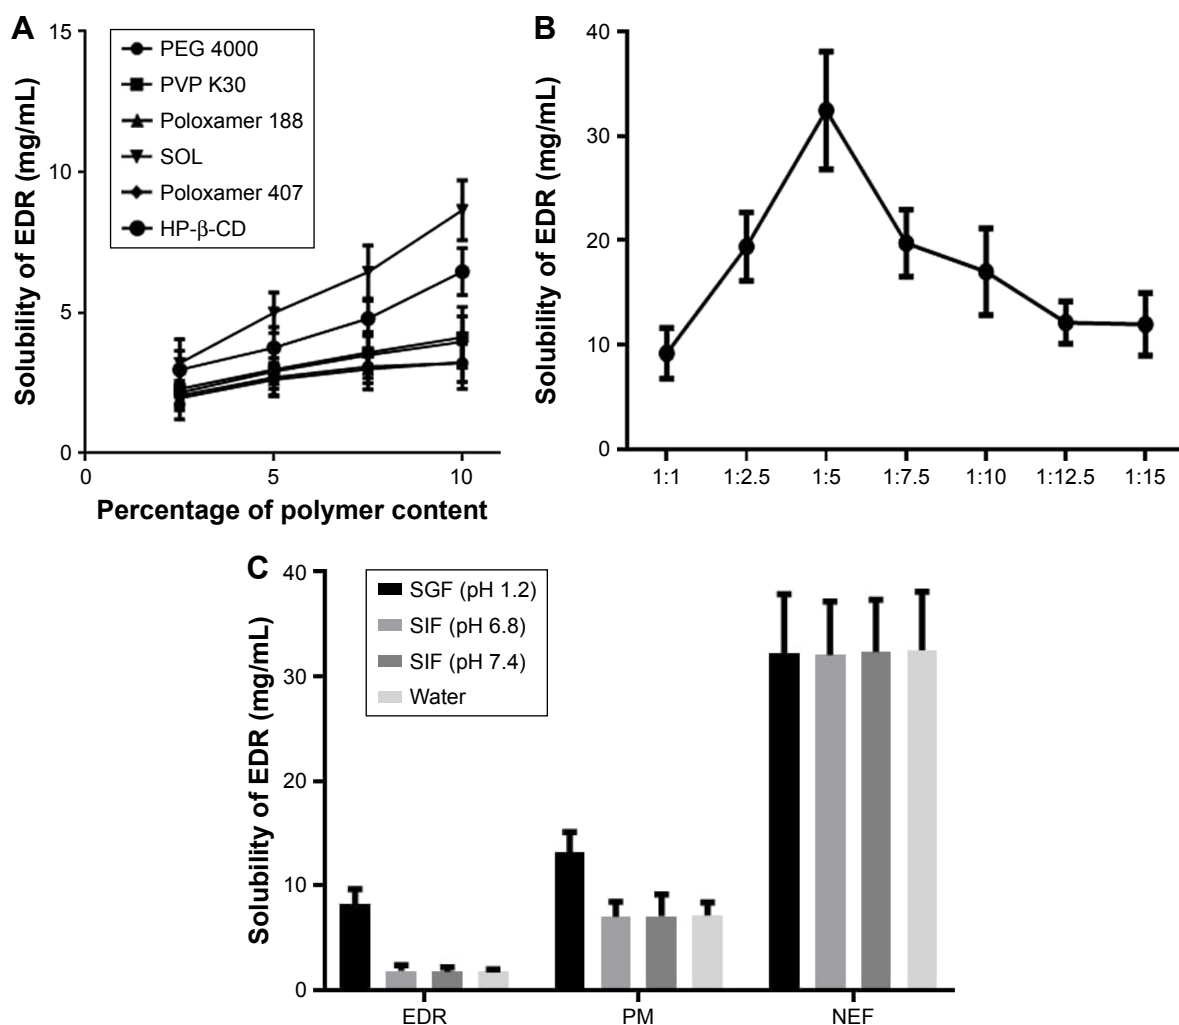 A
Solubility of EDR (mg/mL)
15
10
5
0
PEG 4000
PVP K30
Poloxamer 188
SOL
Poloxamer 407
HP-β-CD
0 5 10
Percentage of polymer content
B
Solubility of EDR (mg/mL)
40
30
20
10
0
1:1 1:2.5 1:5 1:7.5 1:10 1:12.5 1:15
C
Solubility of EDR (mg/mL)
40
30
20
10
0
SGF (pH 1.2)
SIF (pH 6.8)
SIF (pH 7.4)
Water
EDR PM NEF